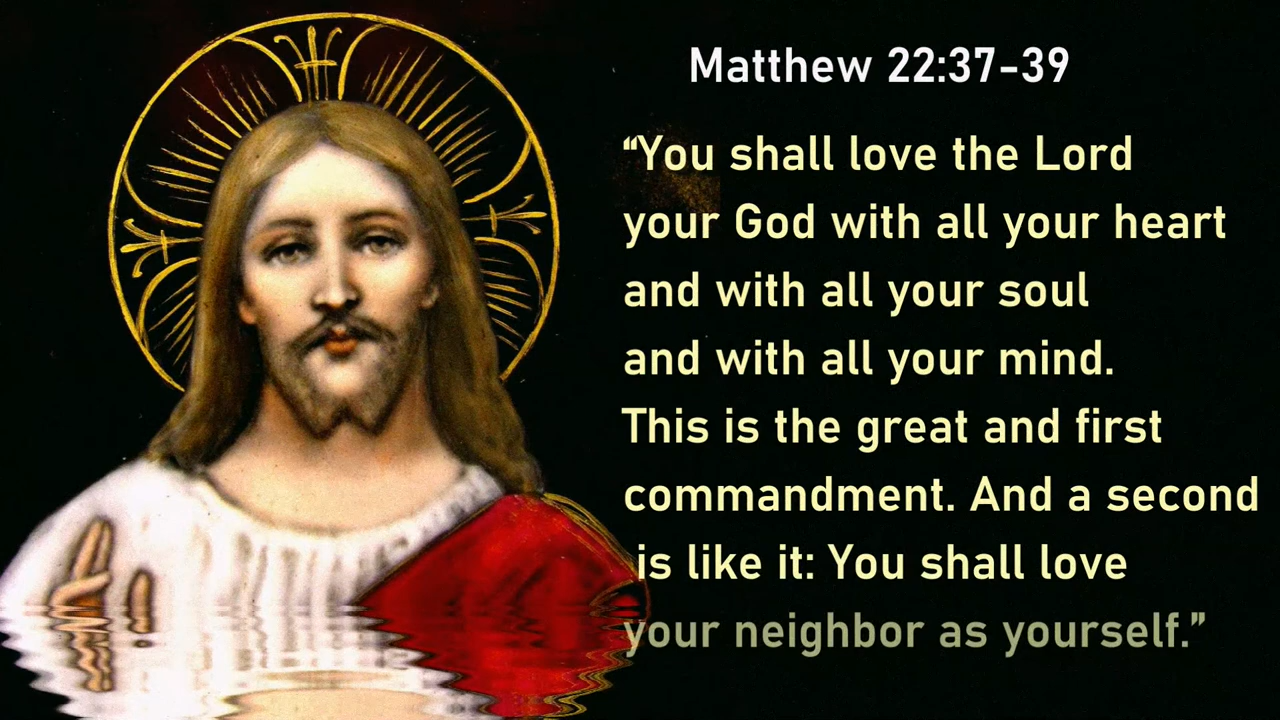 Matthew 22:37-39
“You shall love the Lord
your God with all your heart
and with all your soul
and with all your mind.
This is the great and first
commandment. And a second
is like it: You shall love
your neighbor as yourself.”